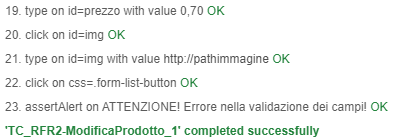 19. type on id=prezzo with value 0,70 OK
20. click on id=img OK
21. type on id=img with value http://pathimmagine OK
22. click on css=.form-list-button OK
23. assertAlert on ATTENZIONE! Errore nella validazione dei campi! OK
'TC_RFR2-ModificaProdotto_1' completed successfully